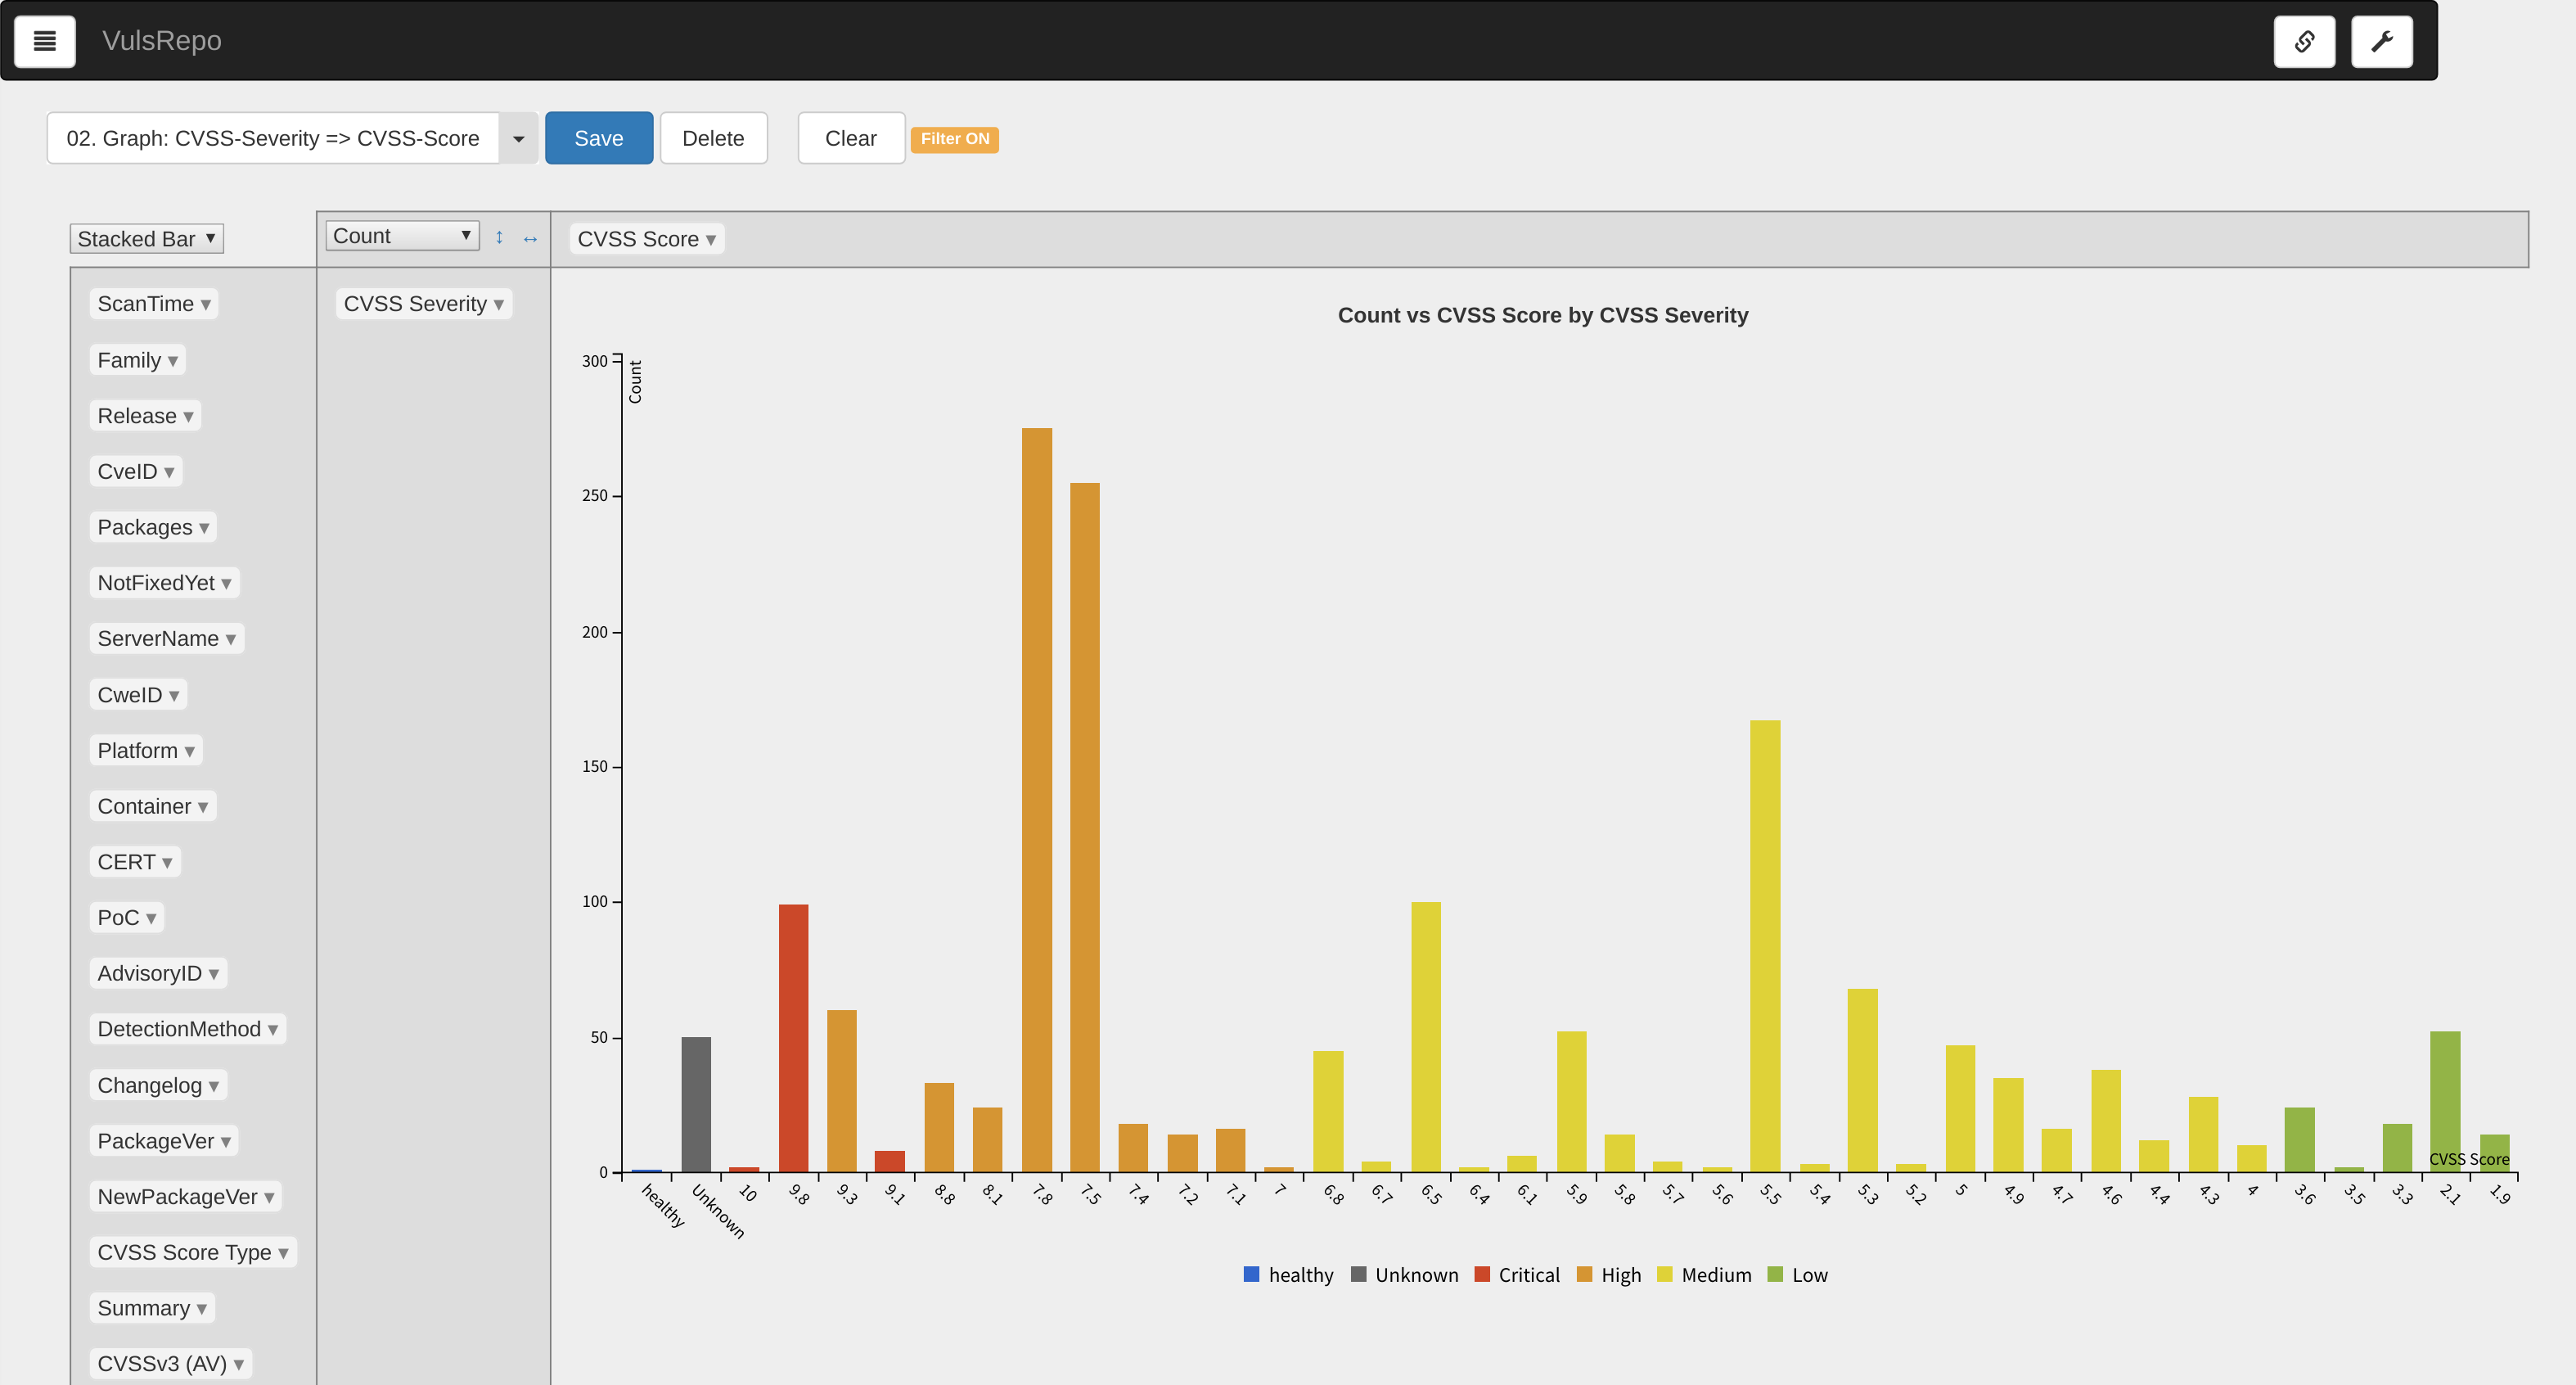 VulsRepo
02. Graph: CVSS-Severity => CVSS-Score
Save
Delete
Clear
Filter ON
Stacked Bar ▼
Count ▼
↕ ↔
CVSS Score ▾
ScanTime ▾
Family ▾
Release ▾
CveID ▾
Packages ▾
NotFixedYet ▾
ServerName ▾
CweID ▾
Platform ▾
Container ▾
CERT ▾
PoC ▾
AdvisoryID ▾
DetectionMethod ▾
Changelog ▾
PackageVer ▾
NewPackageVer ▾
CVSS Score Type ▾
Summary ▾
CVSSv3 (AV) ▾
CVSS Severity ▾
Count vs CVSS Score by CVSS Severity
Count
300
250
200
150
100
50
0
CVSS Score
healthy
Unknown
10
9.8
9.3
9.1
8.8
8.1
7.8
7.5
7.4
7.2
7.1
7
6.8
6.7
6.5
6.4
6.1
5.9
5.8
5.7
5.6
5.5
5.4
5.3
5.2
5
4.9
4.7
4.6
4.4
4.3
4
3.6
3.5
3.3
2.1
1.9
healthy Unknown Critical High Medium Low